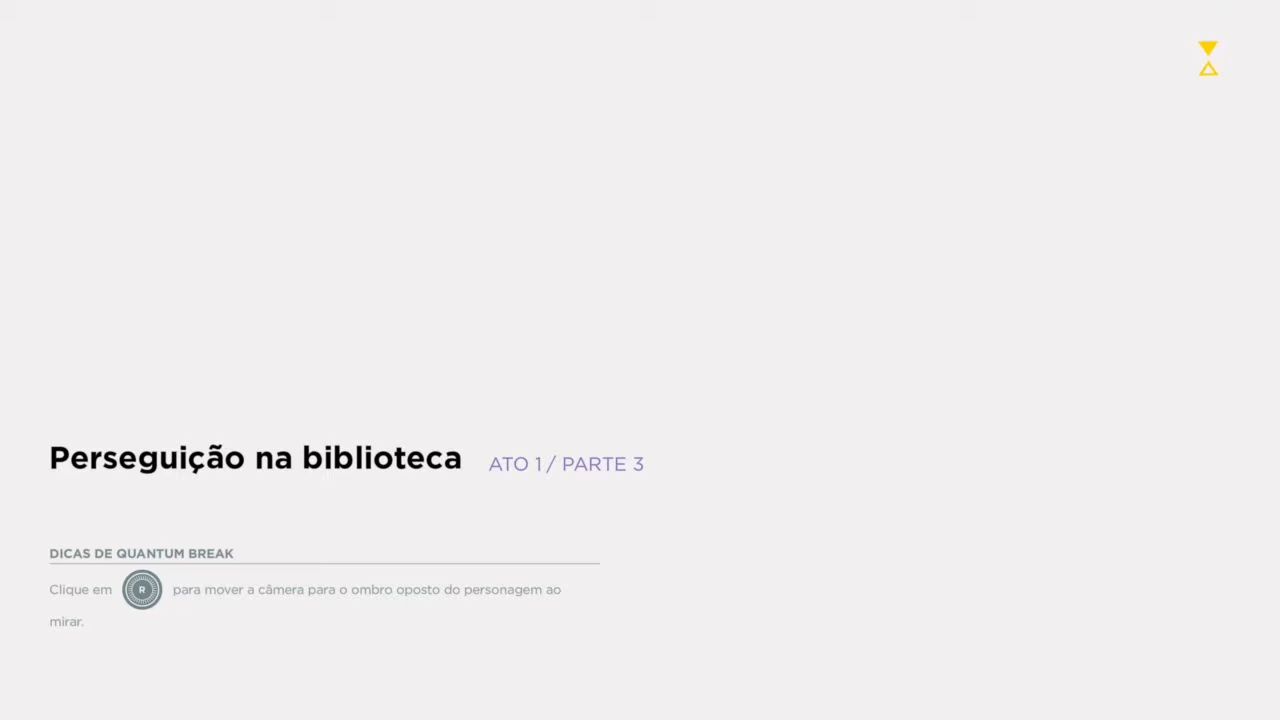 Perseguição na biblioteca ATO 1 / PARTE 3
DICAS DE QUANTUM BREAK
Clique em R para mover a câmera para o ombro oposto do personagem ao
mirar.